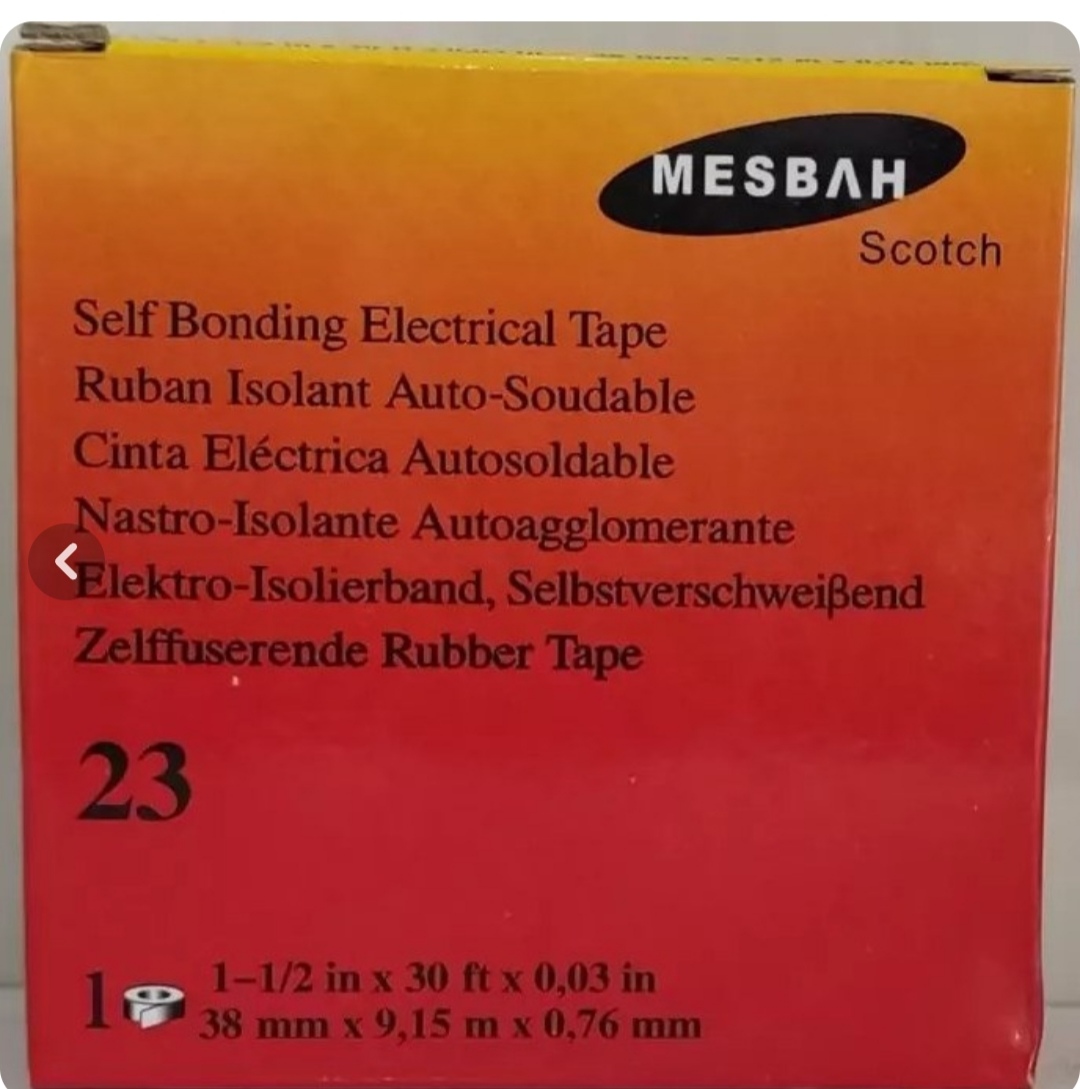 MESBAH
Scotch
Self Bonding Electrical Tape
Ruban Isolant Auto-Soudable
Cinta Eléctrica Autosoldable
Nastro-Isolante Autoagglomerante
Elektro-Isolierband, Selbstverschweißend
Zelffuserende Rubber Tape
23
1
1-1/2 in x 30 ft x 0,03 in
38 mm x 9,15 m x 0,76 mm